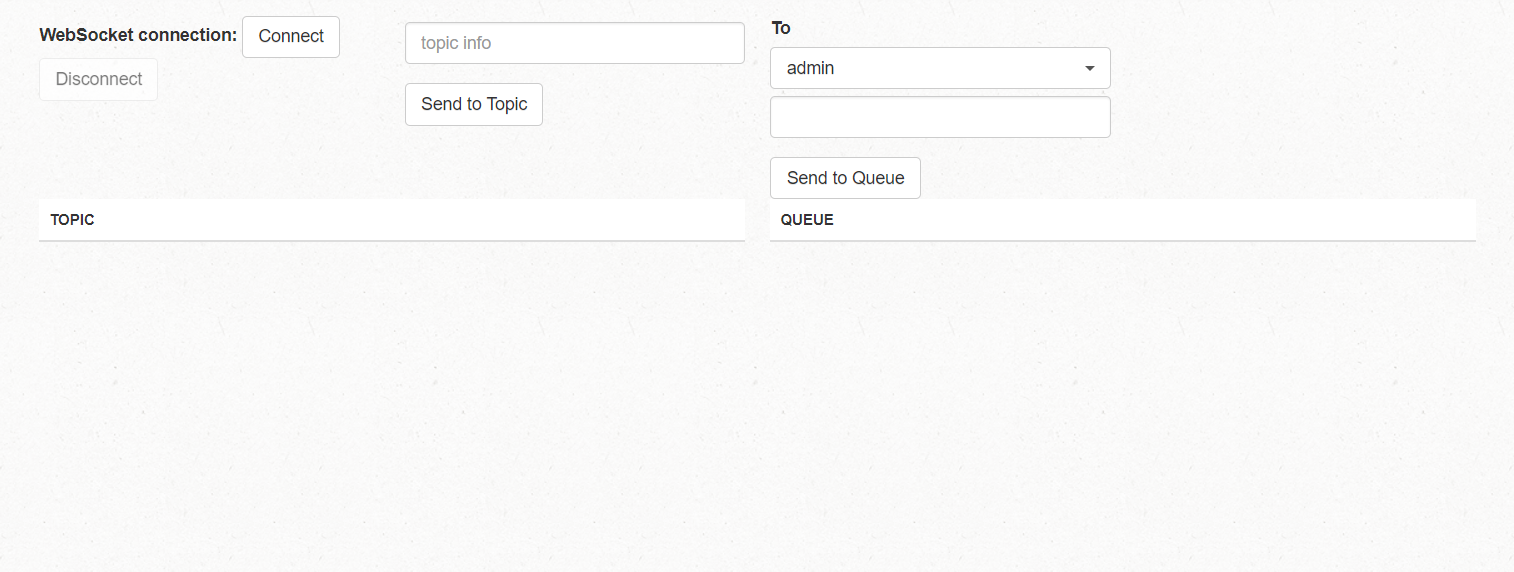 WebSocket connection: Connect
Disconnect
topic info
Send to Topic
To
admin
Send to Queue
TOPIC
QUEUE